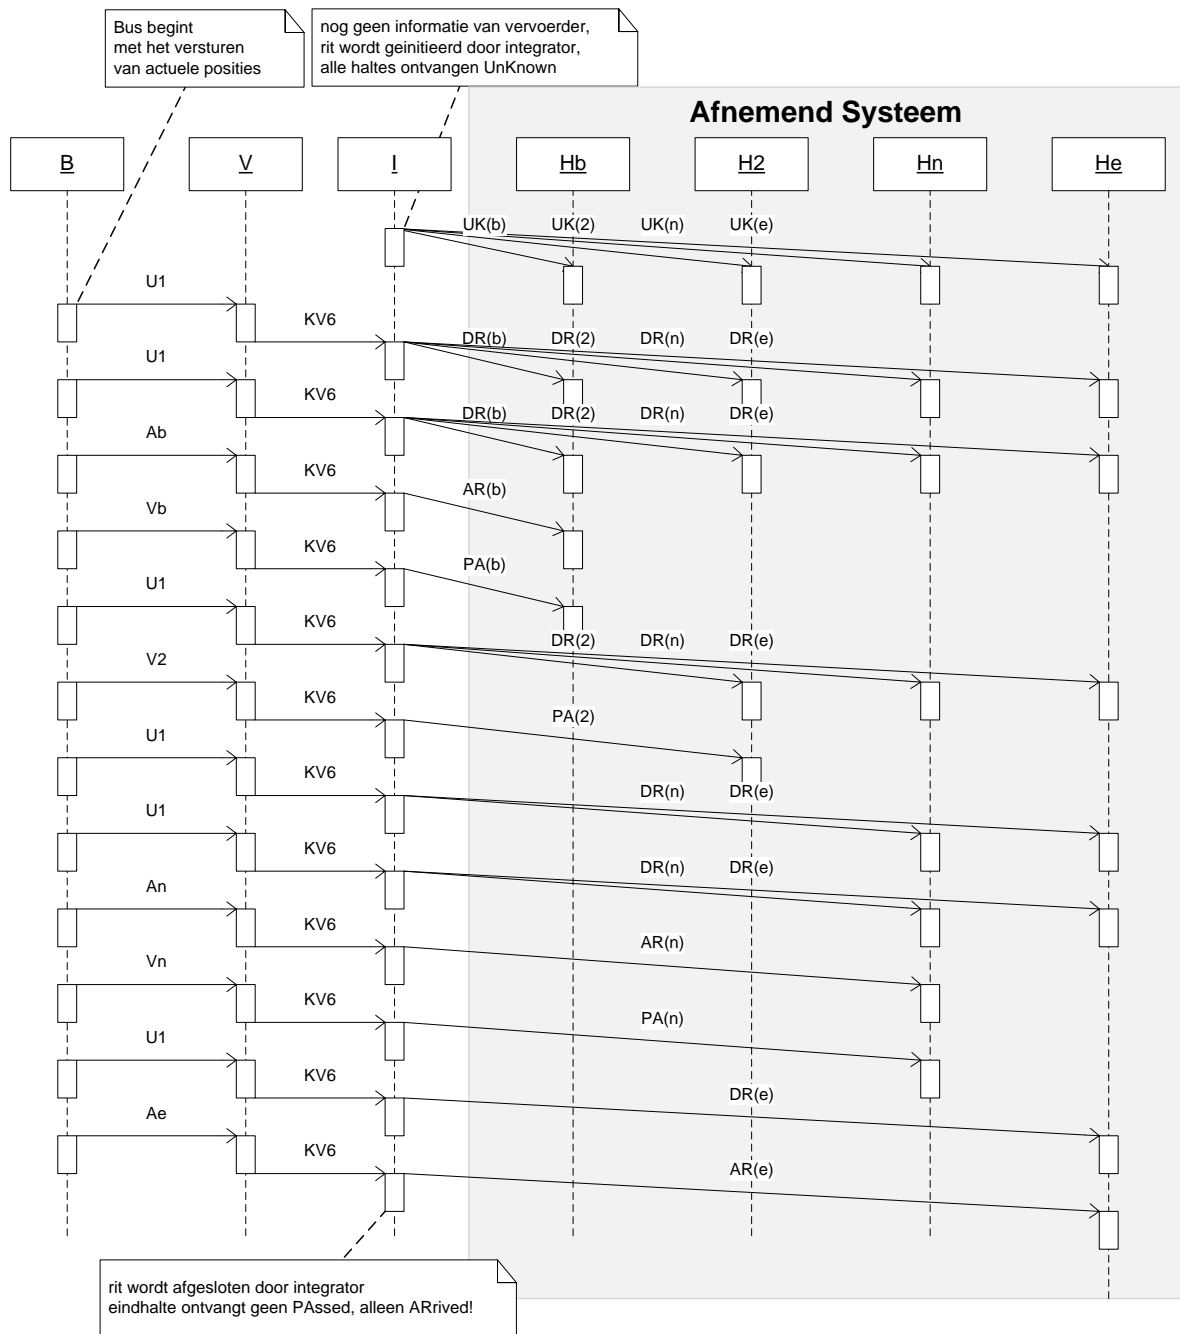 Bus begint
met het versturen
van actuele posities
nog geen informatie van vervoerder,
rit wordt geinitieerd door integrator,
alle haltes ontvangen UnKnown
Afnemend Systeem
B V I Hb H2 Hn He
UK(b) UK(2) UK(n) UK(e)
U1
KV6
DR(b) DR(2) DR(n) DR(e)
U1
KV6
DR(b) DR(2) DR(n) DR(e)
Ab
KV6
AR(b)
Vb
KV6
PA(b)
U1
KV6
DR(2) DR(n) DR(e)
V2
KV6
PA(2)
U1
KV6
DR(n) DR(e)
U1
KV6
DR(n) DR(e)
An
KV6
AR(n)
Vn
KV6
PA(n)
U1
KV6
DR(e)
Ae
KV6
AR(e)
rit wordt afgesloten door integrator
eindhalte ontvangt geen PAssed, alleen ARrived!